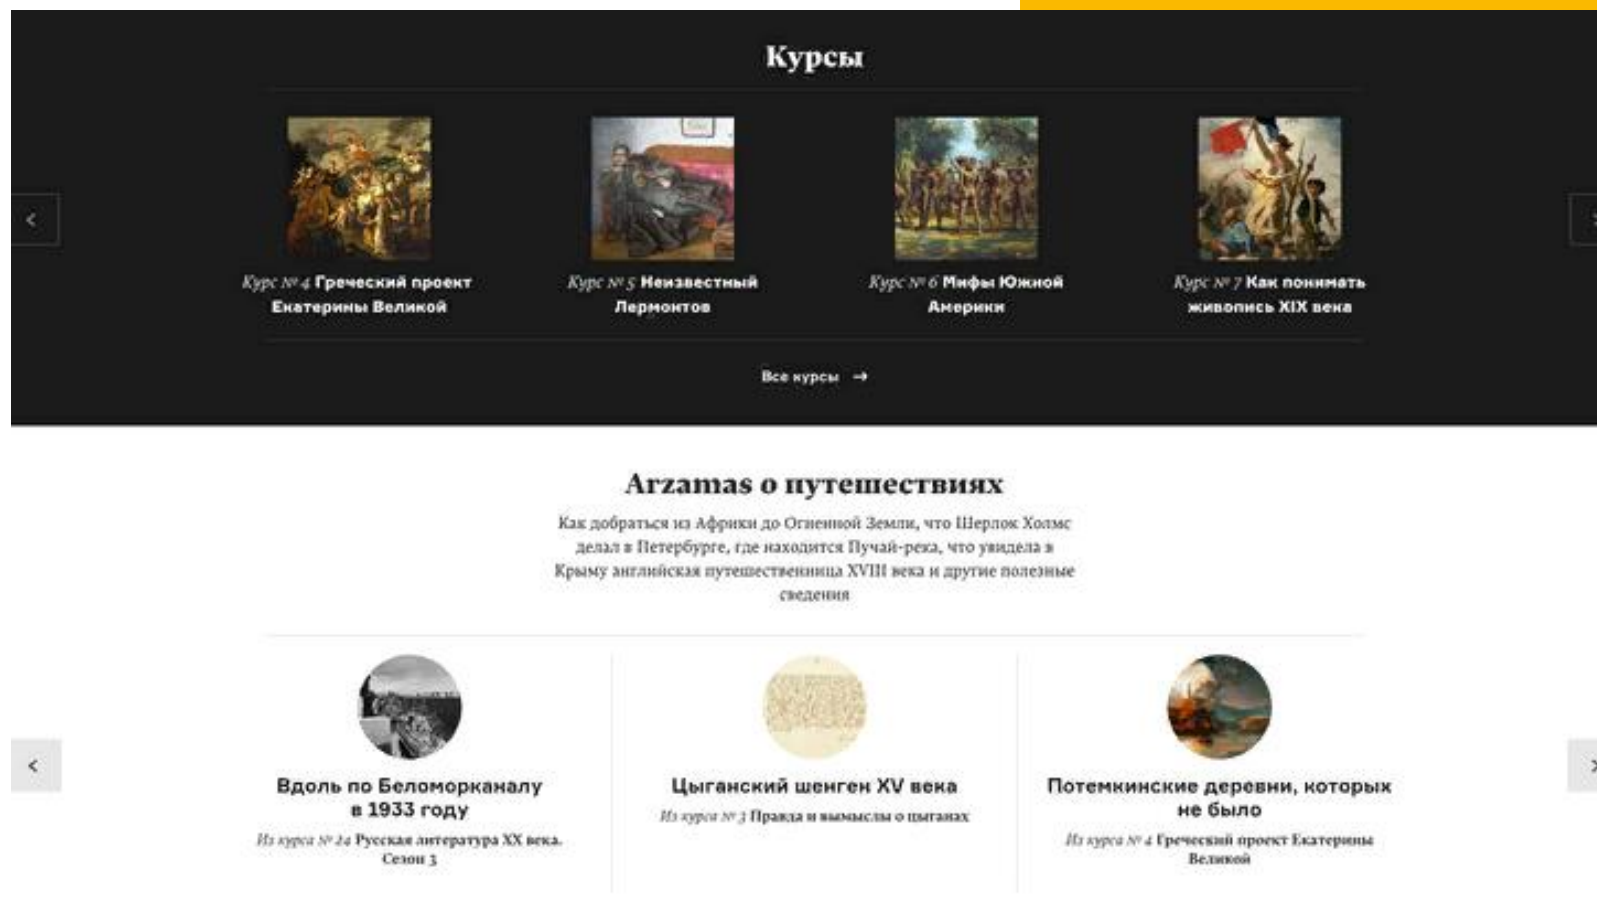 Курсы
Курс № 4 Греческий проект
Екатерины Великой
Курс № 5 Неизвестный
Лермонтов
Курс № 6 Мифы Южной
Америки
Курс № 7 Как понимать
живопись XIX века
Все курсы →
Arzamas о путешествиях
Как добраться из Африки до Огненной Земли, что Шерлок Холмс
делал в Петербурге, где находится Пучай-река, что увидела в
Крыму английская путешественница XVIII века и другие полезные
сведения
Вдоль по Беломорканалу
в 1933 году
Из курса № 24 Русская литература XX века.
Сезон 3
Цыганский шенген XV века
Из курса № 3 Правда и вымыслы о цыганах
Потемкинские деревни, которых
не было
Из курса № 4 Греческий проект Екатерины
Великой